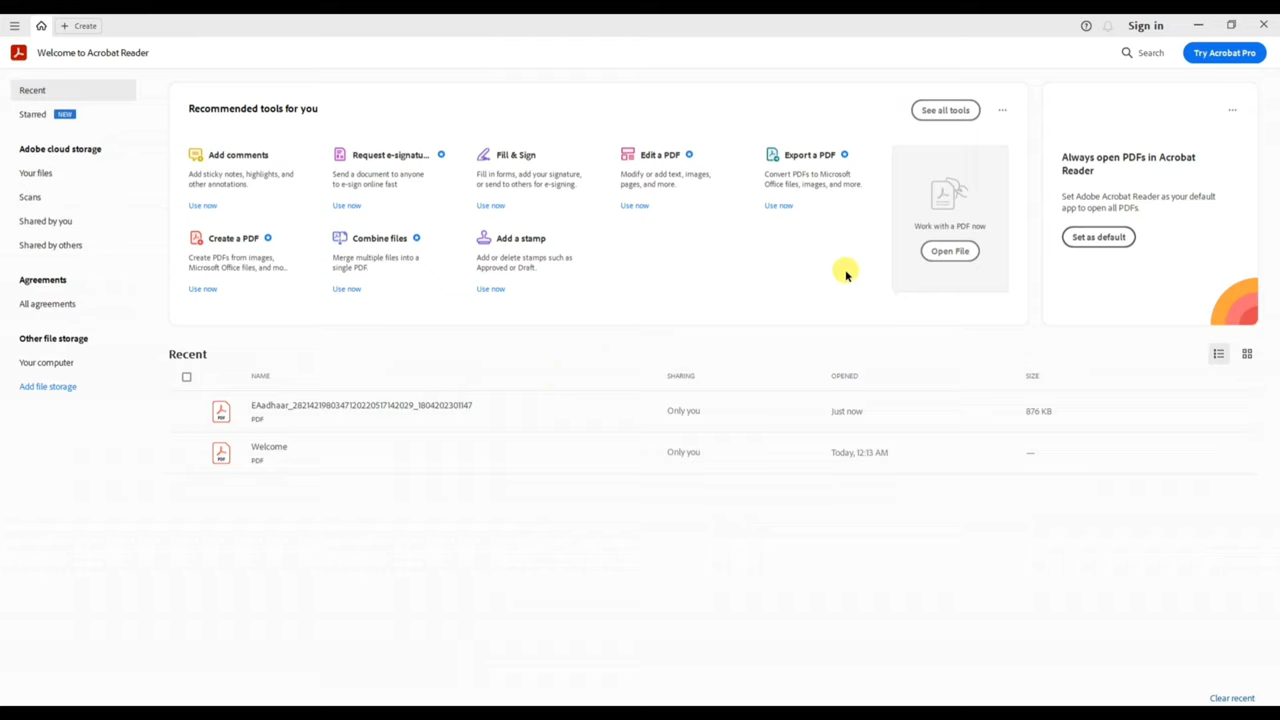 Create
Sign in
Welcome to Acrobat Reader
Search
Try Acrobat Pro
Recent
Starred NEW
Adobe cloud storage
Your files
Scans
Shared by you
Shared by others
Agreements
All agreements
Other file storage
Your computer
Add file storage
Recommended tools for you
See all tools
Add comments
Add sticky notes, highlights, and
other annotations.
Use now
Request e-signatu...
Send a document to anyone
to e-sign online fast
Use now
Fill & Sign
Fill in forms, add your signature,
or send to others for e-signing.
Use now
Edit a PDF
Modify or add text, images,
pages, and more.
Use now
Export a PDF
Convert PDFs to Microsoft
Office files, images, and more.
Use now
Create a PDF
Create PDFs from images,
Microsoft Office files, and mo...
Use now
Combine files
Merge multiple files into a
single PDF.
Use now
Add a stamp
Add or delete stamps such as
Approved or Draft.
Use now
Work with a PDF now
Open File
Always open PDFs in Acrobat
Reader
Set Adobe Acrobat Reader as your default
app to open all PDFs.
Set as default
Recent
NAME SHARING OPENED SIZE
EAadhaar_2821421980347120220517142029_1804202301147
PDF
Only you Just now 876 KB
Welcome
PDF
Only you Today, 12:13 AM —
Clear recent